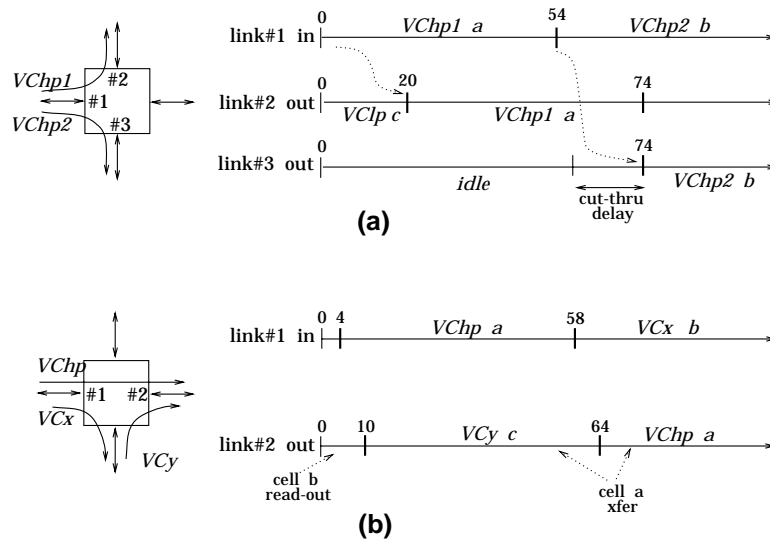 0 VChp1 a 54 VChp2 b
link#1 in
VChp1 #2
#1
VChp2 #3
0 20 74
link#2 out
VClp c VChp1 a
0 74
link#3 out
idle VChp2 b
cut-thru
delay
(a)
0 4 VChp a 58 VCx b
link#1 in
VChp
#1 #2
VCx
VCy
0 10 VCy c 64 VChp a
link#2 out
cell b
read-out
cell a
xfer
(b)